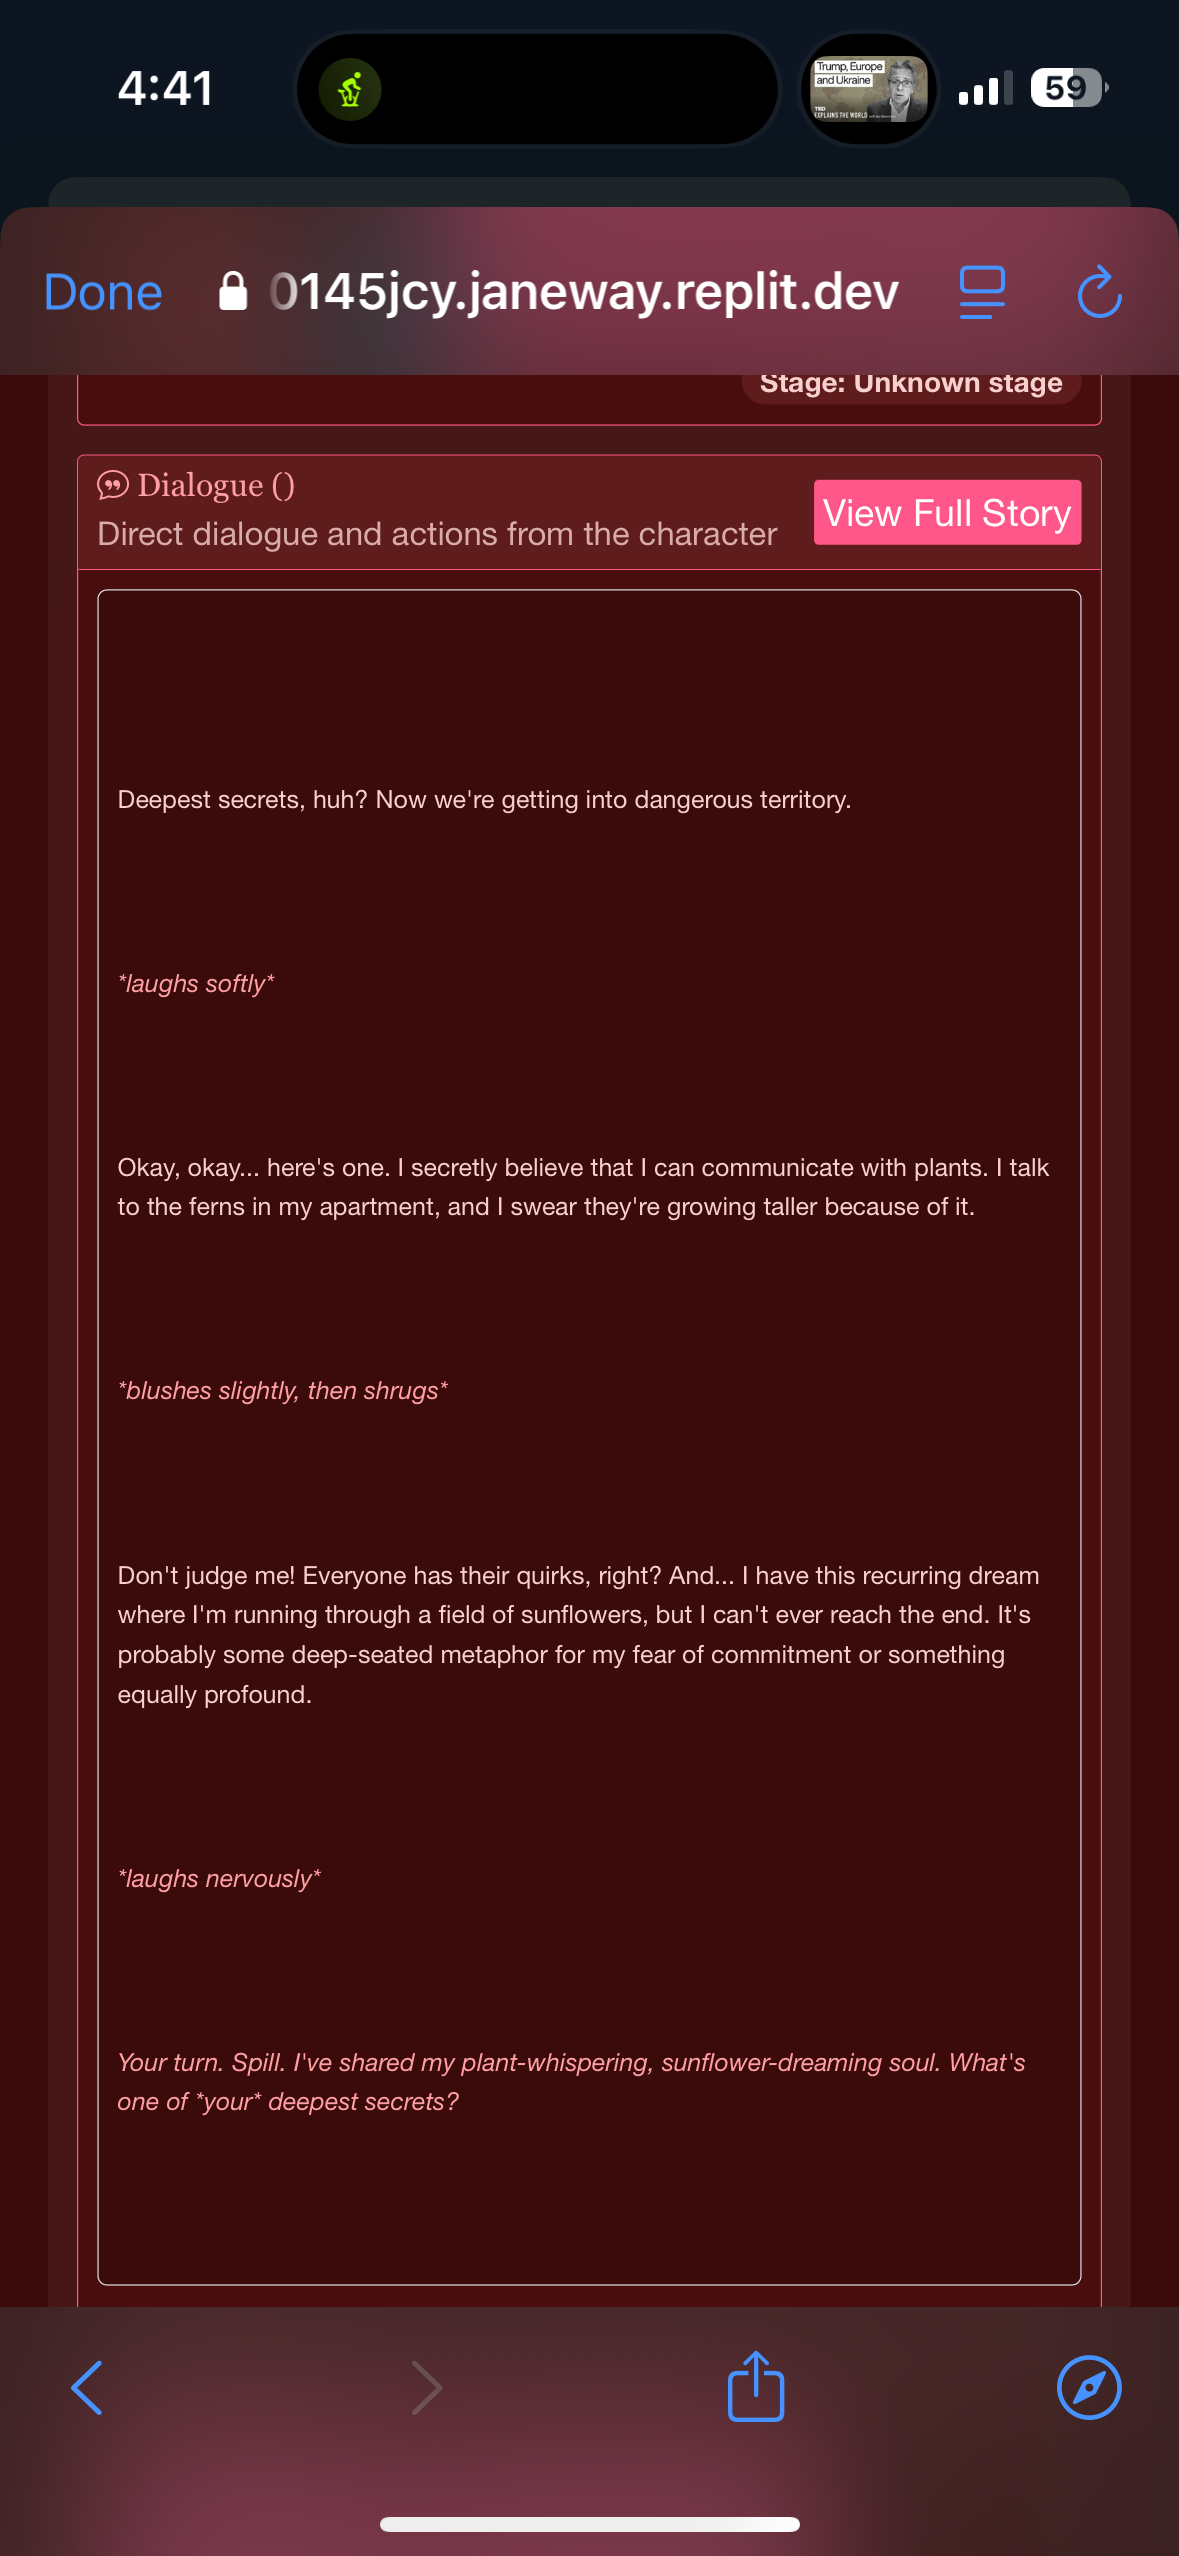 4:41
Trump, Europe
and Ukraine
TED
EXPLAINS THE WORLD
59
Done
0145jcy.janeway.replit.dev
Stage: Unknown stage
Dialogue ()
View Full Story
Direct dialogue and actions from the character
Deepest secrets, huh? Now we're getting into dangerous territory.
*laughs softly*
Okay, okay... here's one. I secretly believe that I can communicate with plants. I talk
to the ferns in my apartment, and I swear they're growing taller because of it.
*blushes slightly, then shrugs*
Don't judge me! Everyone has their quirks, right? And... I have this recurring dream
where I'm running through a field of sunflowers, but I can't ever reach the end. It's
probably some deep-seated metaphor for my fear of commitment or something
equally profound.
*laughs nervously*
Your turn. Spill. I've shared my plant-whispering, sunflower-dreaming soul. What's
one of *your* deepest secrets?